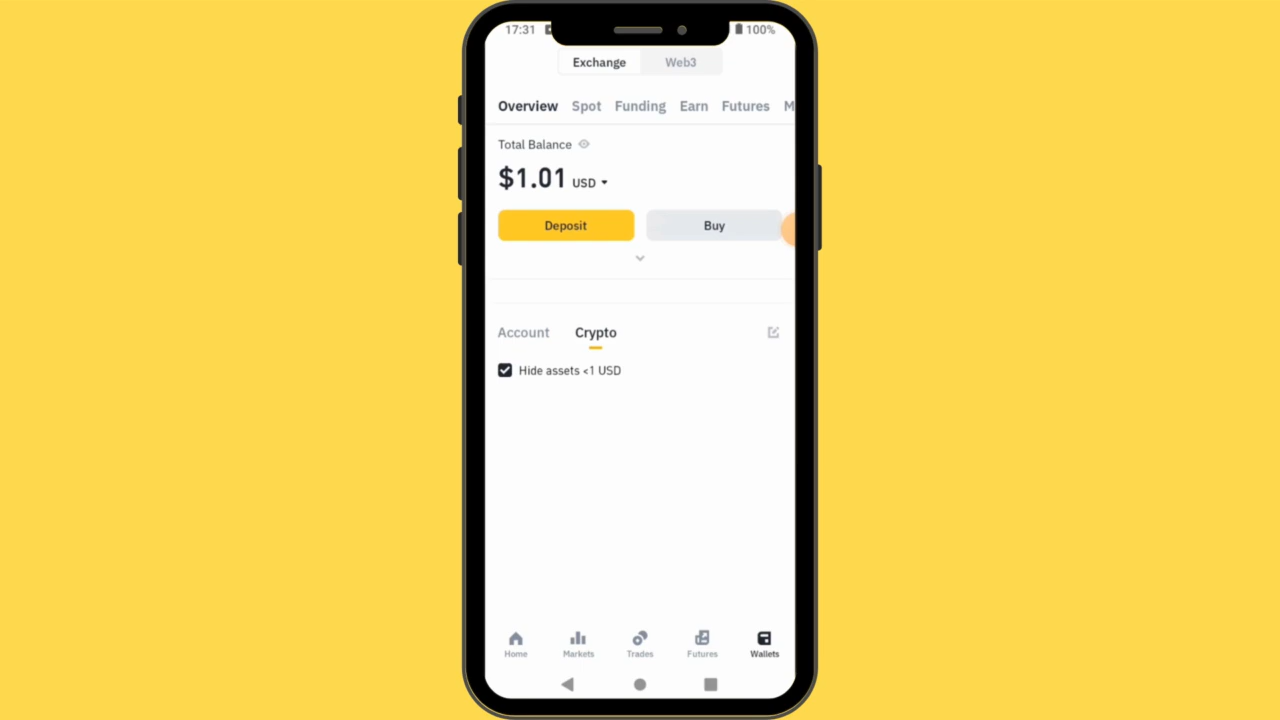 17:31 100%
Exchange Web3
Overview Spot Funding Earn Futures M
Total Balance
$1.01 USD
Deposit Buy
Account Crypto
Hide assets <1 USD
Home Markets Trades Futures Wallets